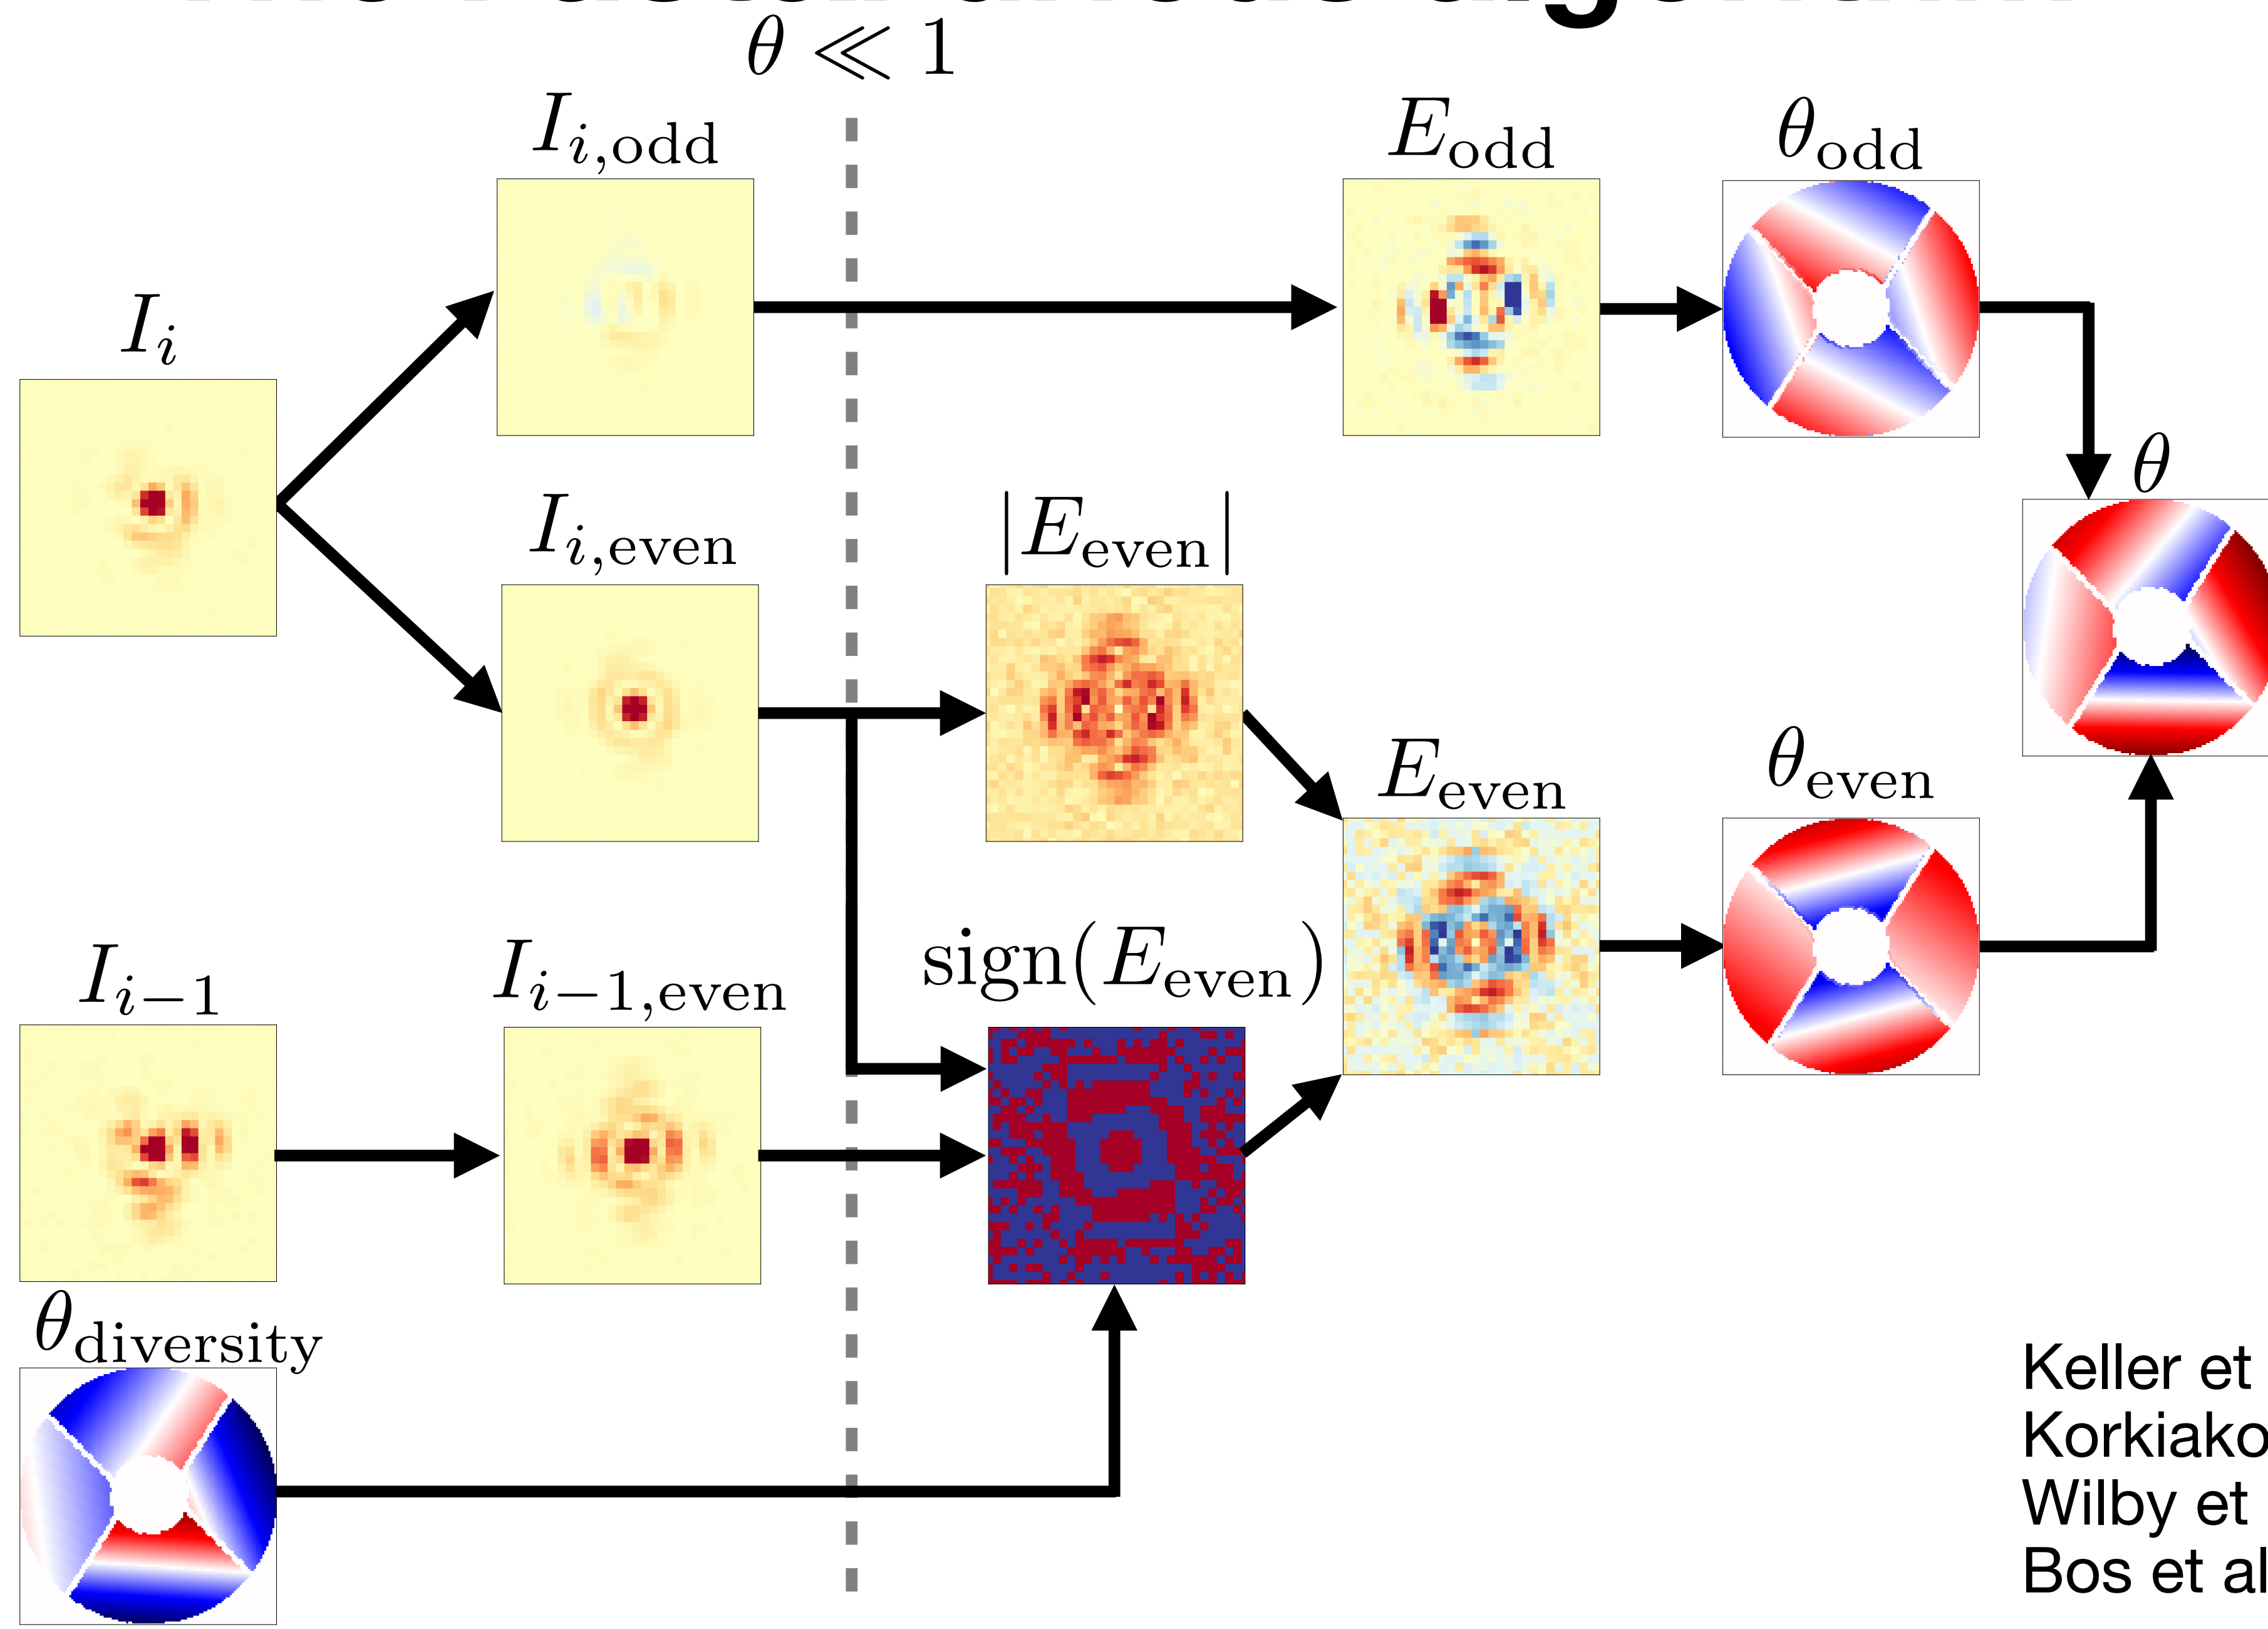 θ ≪ 1
I_{i,odd}
E_{odd}
θ_{odd}
I_i
θ
I_{i,even}
|E_{even}|
E_{even}
θ_{even}
I_{i−1}
I_{i−1,even}
sign(E_{even})
θ_{diversity}
Keller et
Korkiako
Wilby et
Bos et al